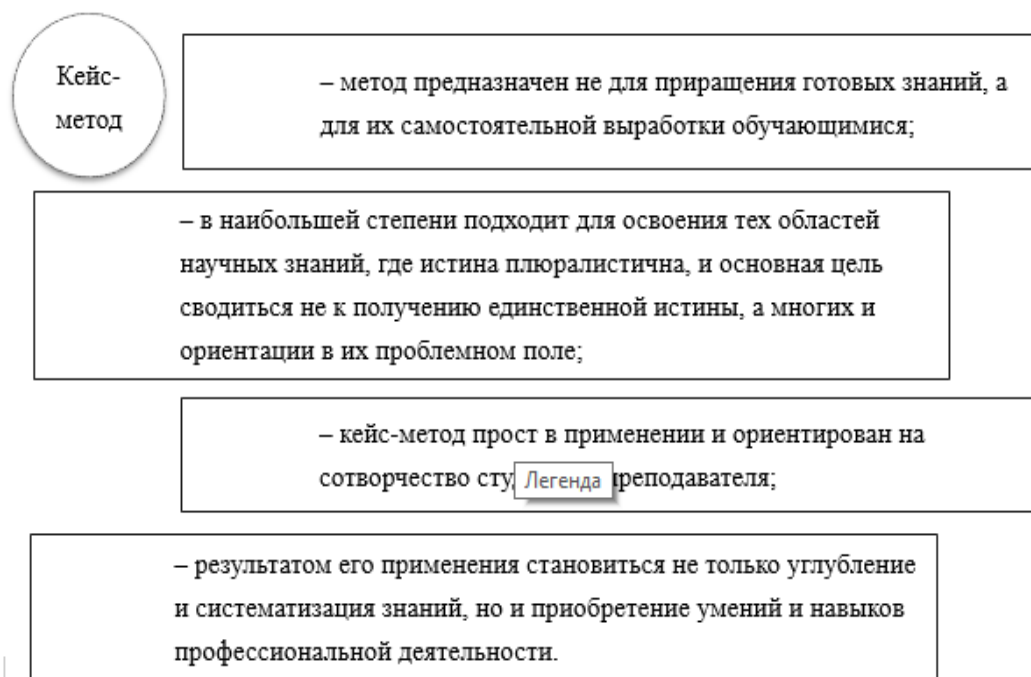 Кейс-
метод
– метод предназначен не для приращения готовых знаний, а
для их самостоятельной выработки обучающимися;
– в наибольшей степени подходит для освоения тех областей
научных знаний, где истина плюралистична, и основная цель
сводиться не к получению единственной истины, а многих и
ориентации в их проблемном поле;
– кейс-метод прост в применении и ориентирован на
сотворчество Легенда преподавателя;
– результатом его применения становиться не только углубление
и систематизация знаний, но и приобретение умений и навыков
профессиональной деятельности.